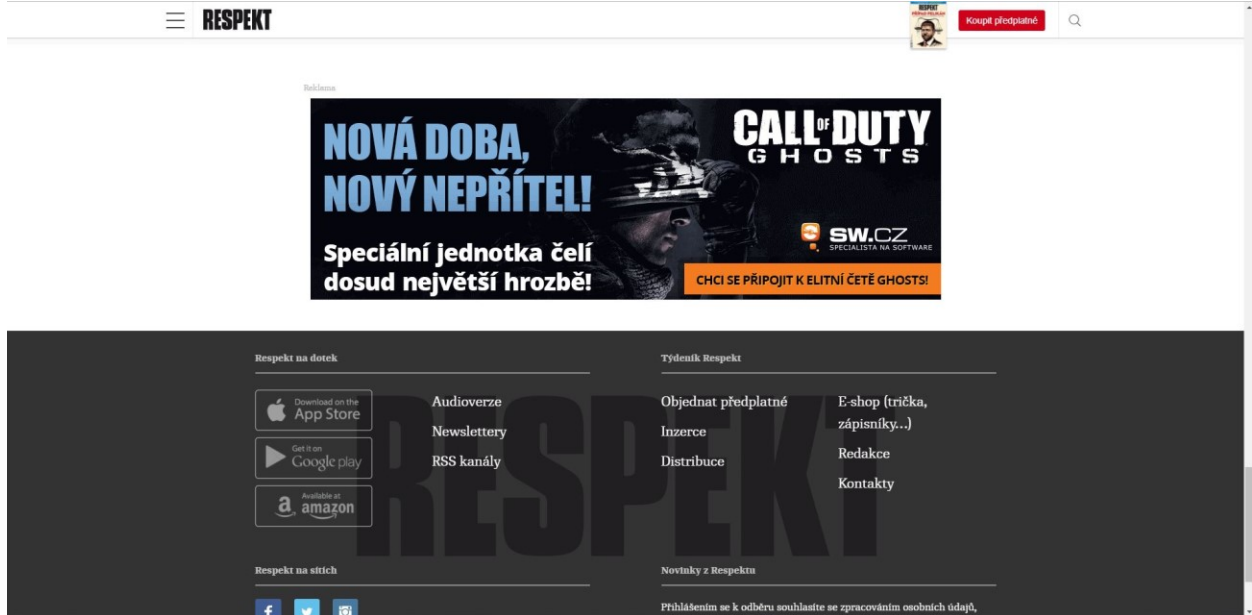 RESPEKT
RESPEKT
Koupit předplatné
Reklama
NOVÁ DOBA,
NOVÝ NEPŘÍTEL!
Speciální jednotka čelí
dosud největší hrozbě!
CALL OF DUTY
GHOSTS
SW.CZ
SPECIALISTA NA SOFTWARE
CHCI SE PŘIPOJIT K ELITNÍ ČETĚ GHOSTS!
Respekt na dotek
Download on the
App Store
Get it on
Google play
Available at
amazon
Audioverze
Newslettery
RSS kanály
Týdeník Respekt
Objednat předplatné
Inzerce
Distribuce
E-shop (trička,
zápisníky...)
Redakce
Kontakty
RESPEKT
Respekt na sítích
Novinky z Respektu
Přihlášením se k odběru souhlasíte se zpracováním osobních údajů,